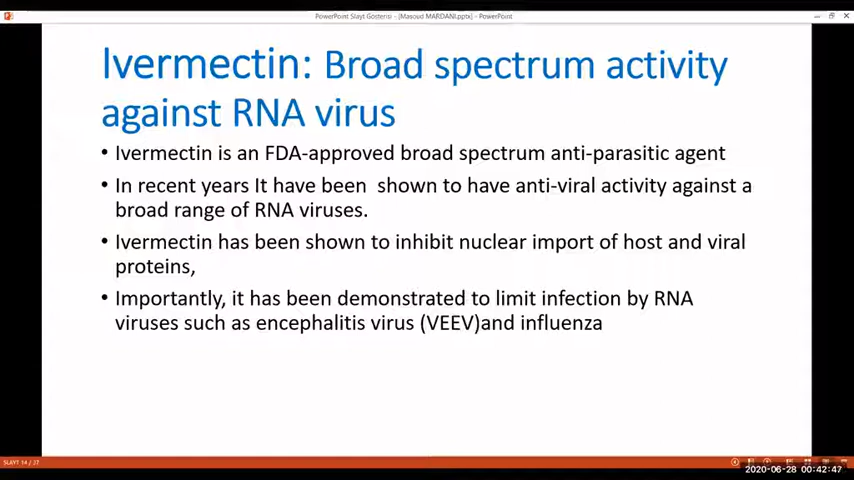 PowerPoint Slayt Gösterisi - [Masoud MARDANI.pptx] - PowerPoint
Ivermectin: Broad spectrum activity
against RNA virus
• Ivermectin is an FDA-approved broad spectrum anti-parasitic agent
• In recent years It have been shown to have anti-viral activity against a
broad range of RNA viruses.
• Ivermectin has been shown to inhibit nuclear import of host and viral
proteins,
• Importantly, it has been demonstrated to limit infection by RNA
viruses such as encephalitis virus (VEEV)and influenza
SLAYT 14 / 37
2020-06-28 00:42:47